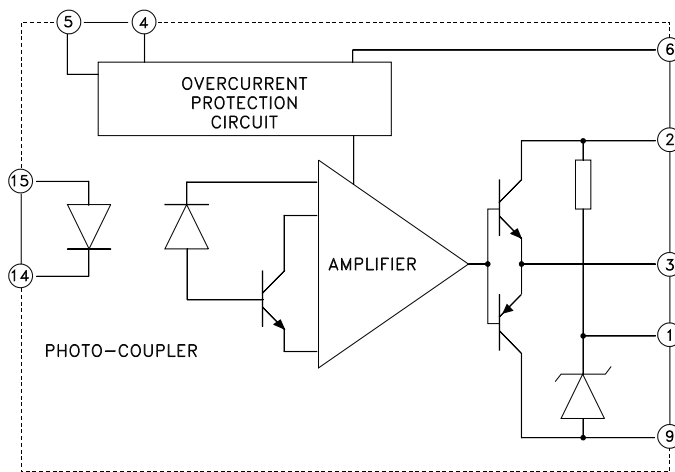 5
4
6
OVERCURRENT
PROTECTION
CIRCUIT
2
15
AMPLIFIER
3
14
1
PHOTO-COUPLER
9